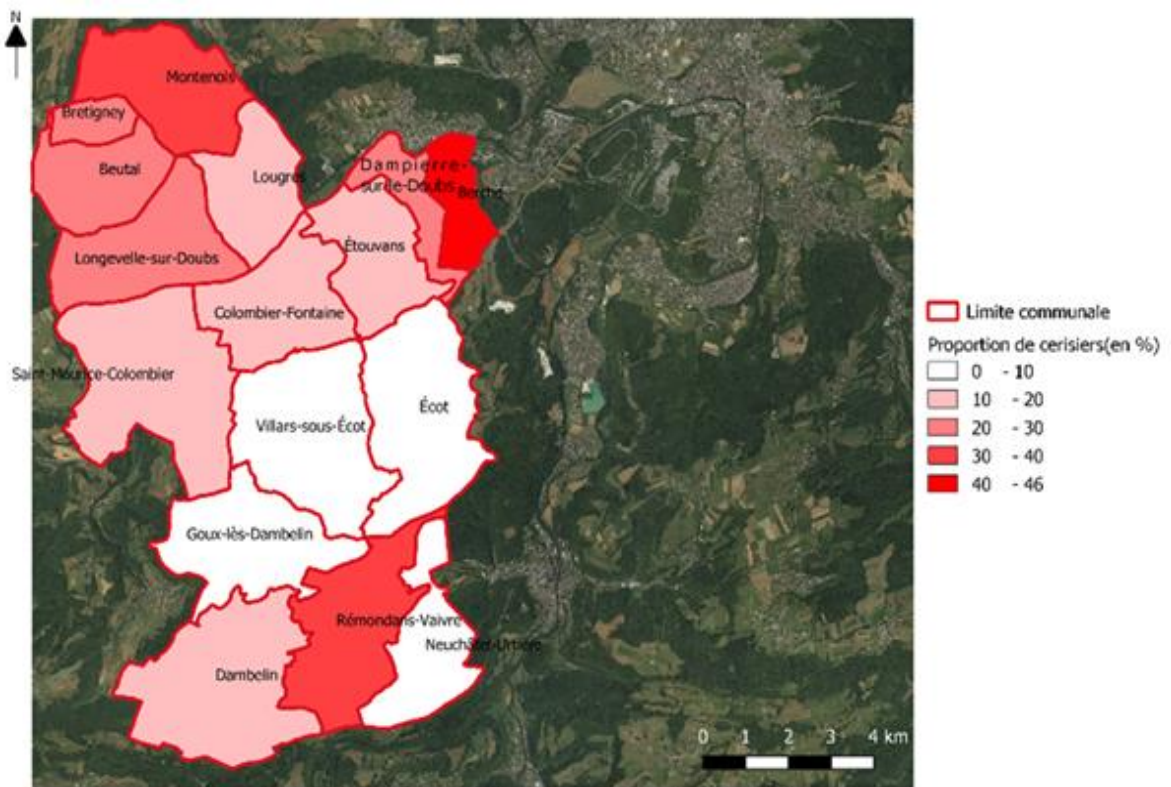 N
Montenois
Bretigney
Beutal
Lougres
Dampierre-
sur-le-Doubs
Berche
Longevelle-sur-Doubs
Étouvans
Colombier-Fontaine
Saint-Maurice-Colombier
Villars-sous-Écot
Écot
Goux-lès-Dambelin
Rémondans-Vaivre
Neuchâtel-Urtière
Dambelin
Limite communale
Proportion de cerisiers(en %)
0 - 10
10 - 20
20 - 30
30 - 40
40 - 46
0 1 2 3 4 km